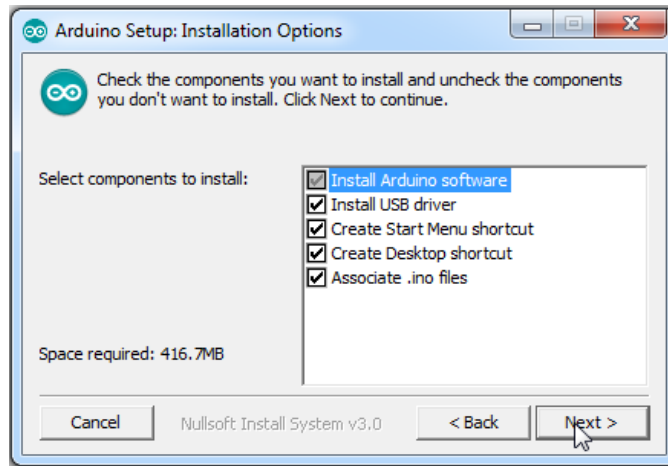 Arduino Setup: Installation Options
Check the components you want to install and uncheck the components
you don't want to install. Click Next to continue.
Select components to install:
Install Arduino software
Install USB driver
Create Start Menu shortcut
Create Desktop shortcut
Associate .ino files
Space required: 416.7MB
Cancel
Nullsoft Install System v3.0
< Back
Next >